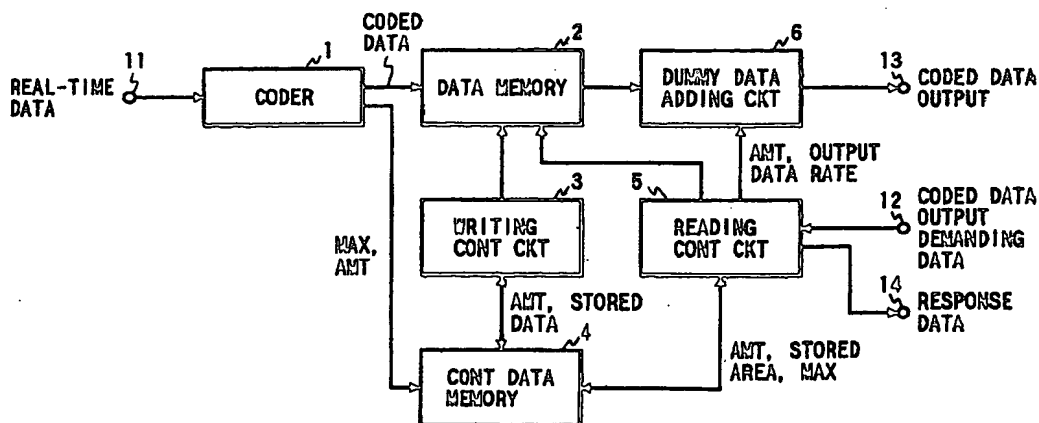 CODED
DATA
1
2
6
11
13
REAL-TIME
DATA
CODER
DATA MEMORY
DUMMY DATA
ADDING CKT
CODED DATA
OUTPUT
AMT, OUTPUT
DATA RATE
3
5
12
WRITING
CONT CKT
READING
CONT CKT
CODED DATA
OUTPUT
DEMANDING
DATA
MAX,
AMT
14
RESPONSE
DATA
AMT, STORED
DATA
4
CONT DATA
MEMORY
AMT, STORED
AREA, MAX